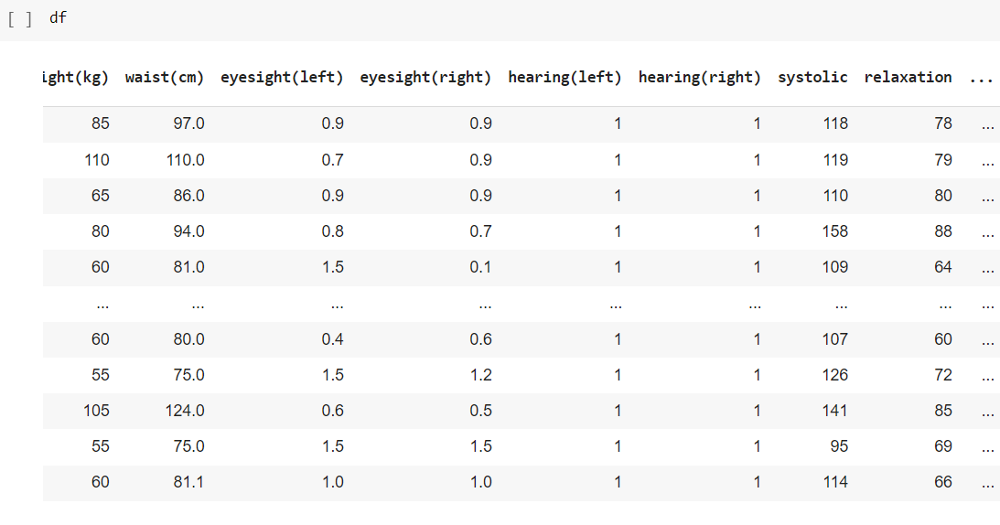 [ ] df
ight(kg) waist(cm) eyesight(left) eyesight(right) hearing(left) hearing(right) systolic relaxation ...
85 97.0 0.9 0.9 1 1 118 78 ...
110 110.0 0.7 0.9 1 1 119 79 ...
65 86.0 0.9 0.9 1 1 110 80 ...
80 94.0 0.8 0.7 1 1 158 88 ...
60 81.0 1.5 0.1 1 1 109 64 ...
... ... ... ... ... ... ... ... ...
60 80.0 0.4 0.6 1 1 107 60 ...
55 75.0 1.5 1.2 1 1 126 72 ...
105 124.0 0.6 0.5 1 1 141 85 ...
55 75.0 1.5 1.5 1 1 95 69 ...
60 81.1 1.0 1.0 1 1 114 66 ...